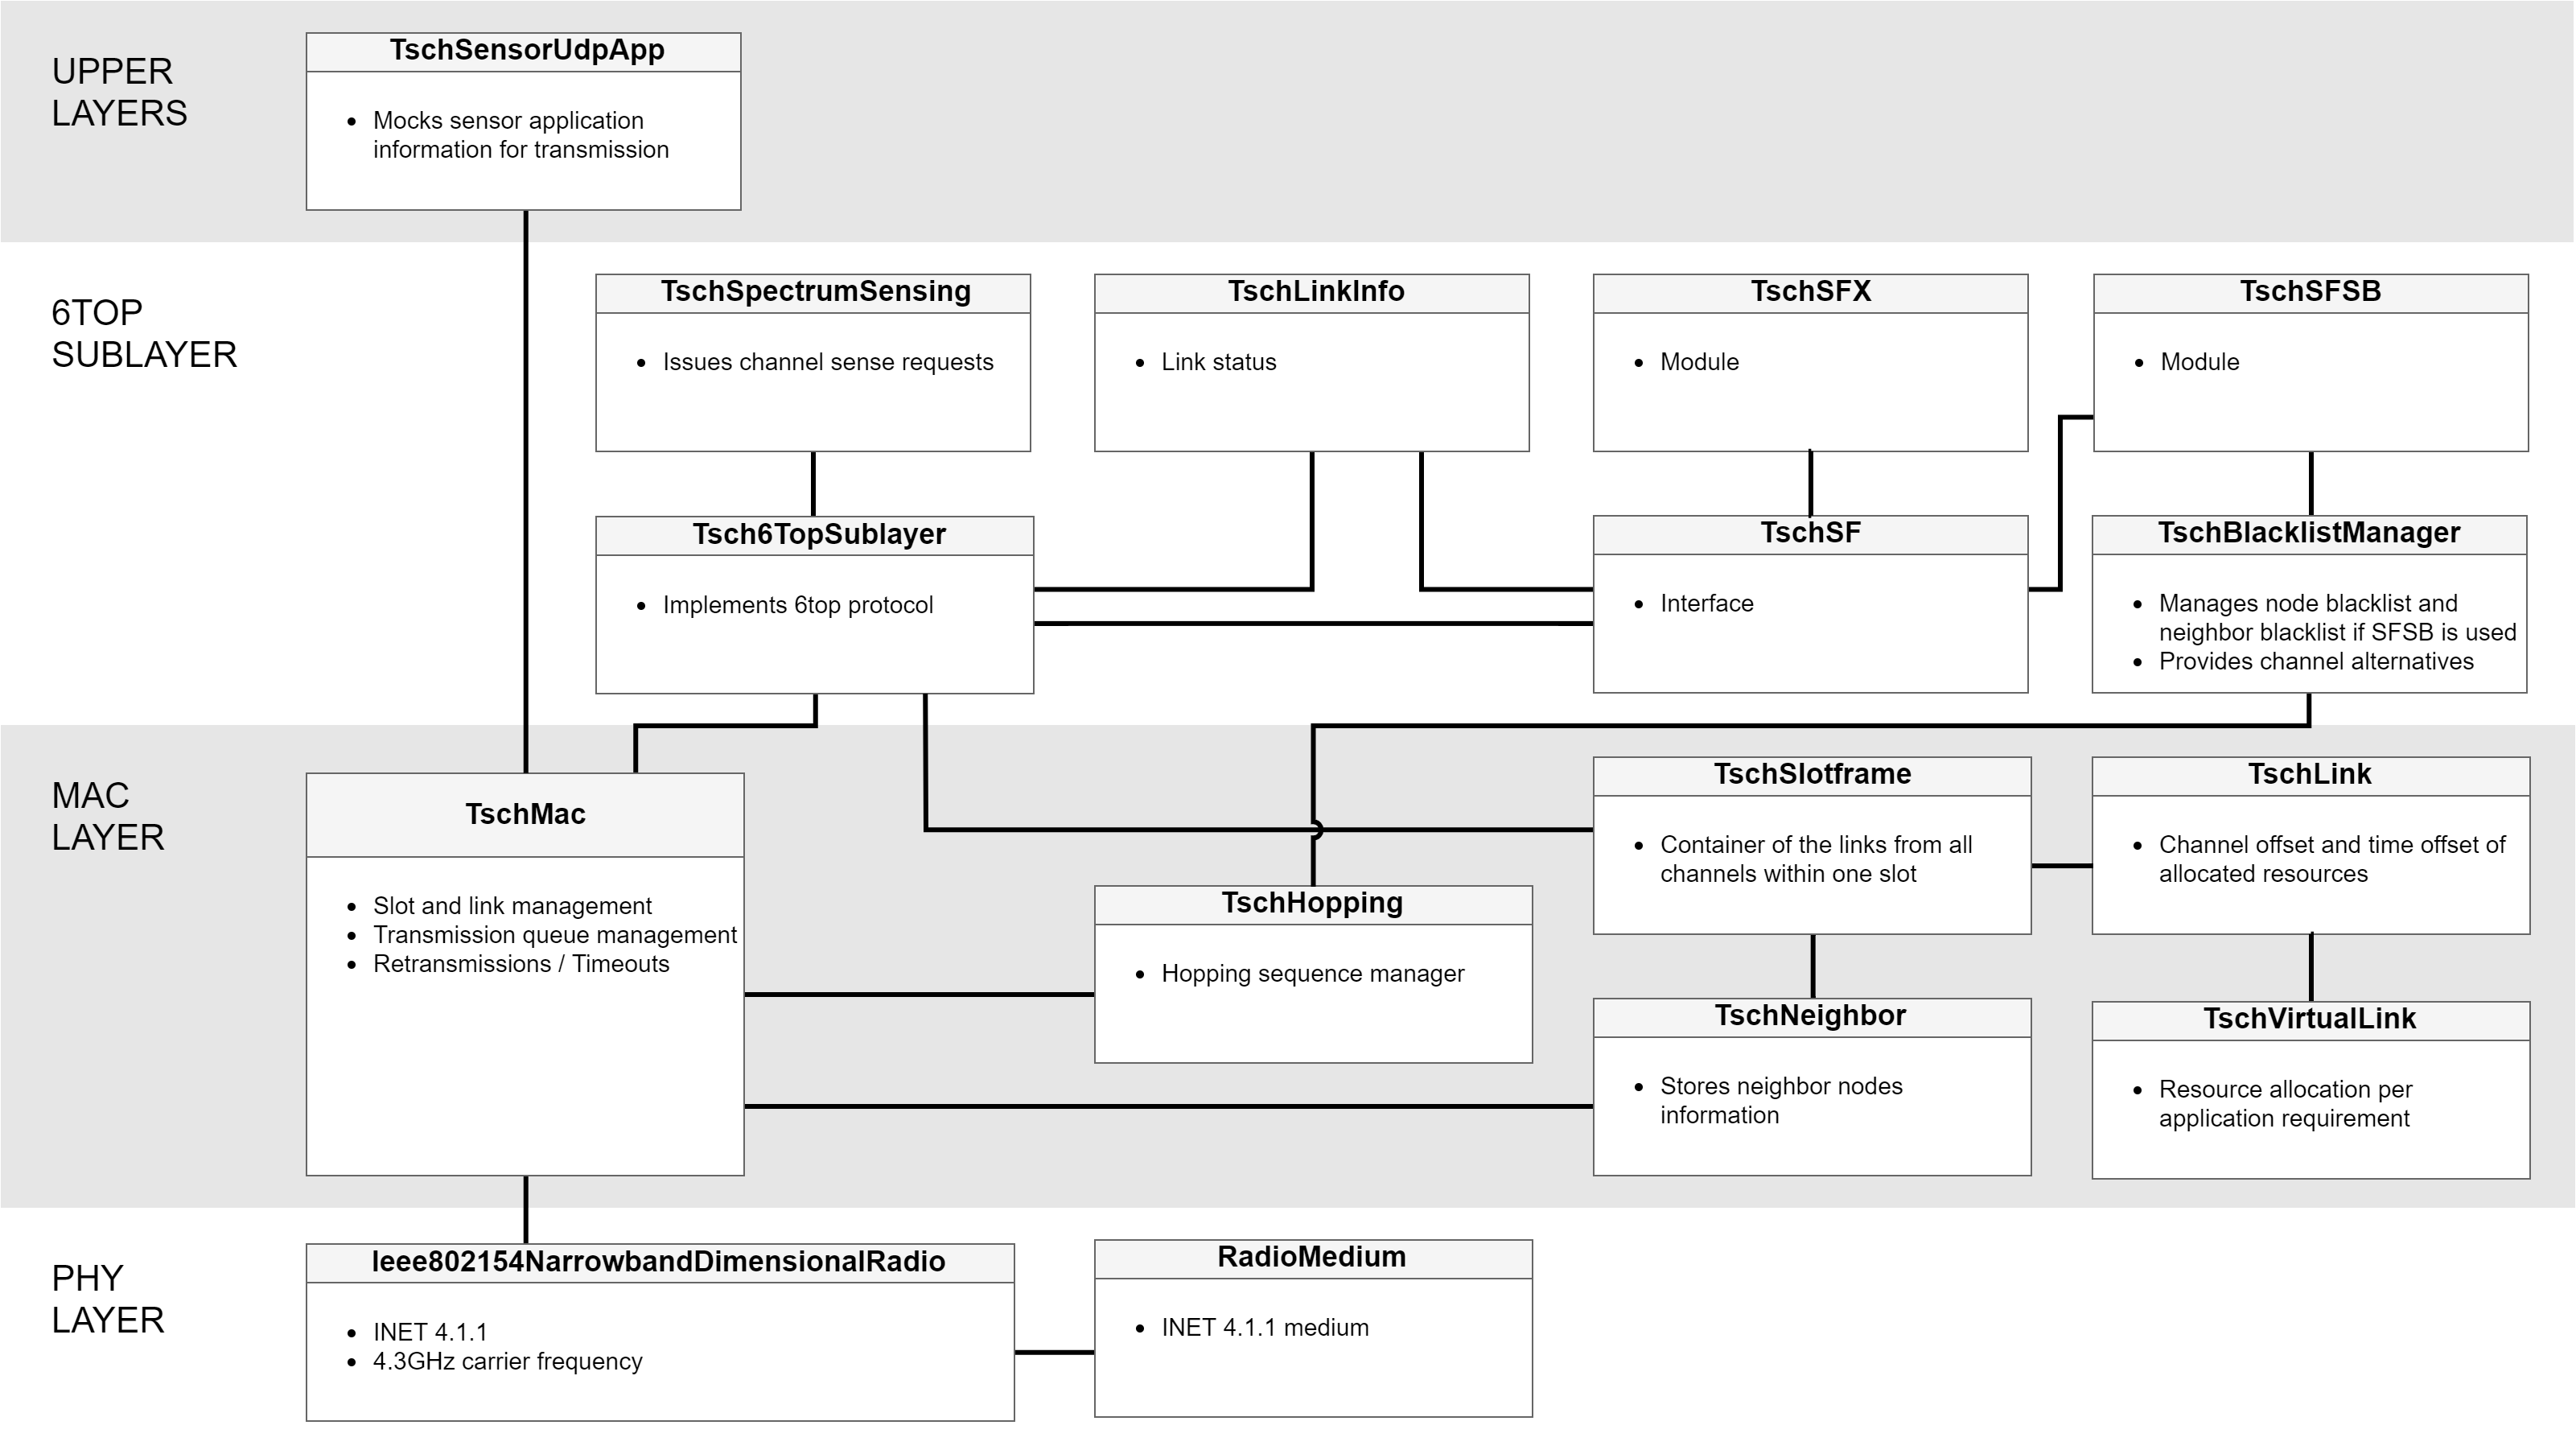 UPPER
LAYERS
TschSensorUdpApp
Mocks sensor application
information for transmission
6TOP
SUBLAYER
TschSpectrumSensing
Issues channel sense requests
TschLinkInfo
Link status
TschSFX
Module
TschSFSB
Module
Tsch6TopSublayer
Implements 6top protocol
TschSF
Interface
TschBlacklistManager
Manages node blacklist and
neighbor blacklist if SFSB is used
Provides channel alternatives
MAC
LAYER
TschMac
Slot and link management
Transmission queue management
Retransmissions / Timeouts
TschHopping
Hopping sequence manager
TschSlotframe
Container of the links from all
channels within one slot
TschLink
Channel offset and time offset of
allocated resources
TschNeighbor
Stores neighbor nodes
information
TschVirtualLink
Resource allocation per
application requirement
PHY
LAYER
Ieee802154NarrowbandDimensionalRadio
INET 4.1.1
4.3GHz carrier frequency
RadioMedium
INET 4.1.1 medium